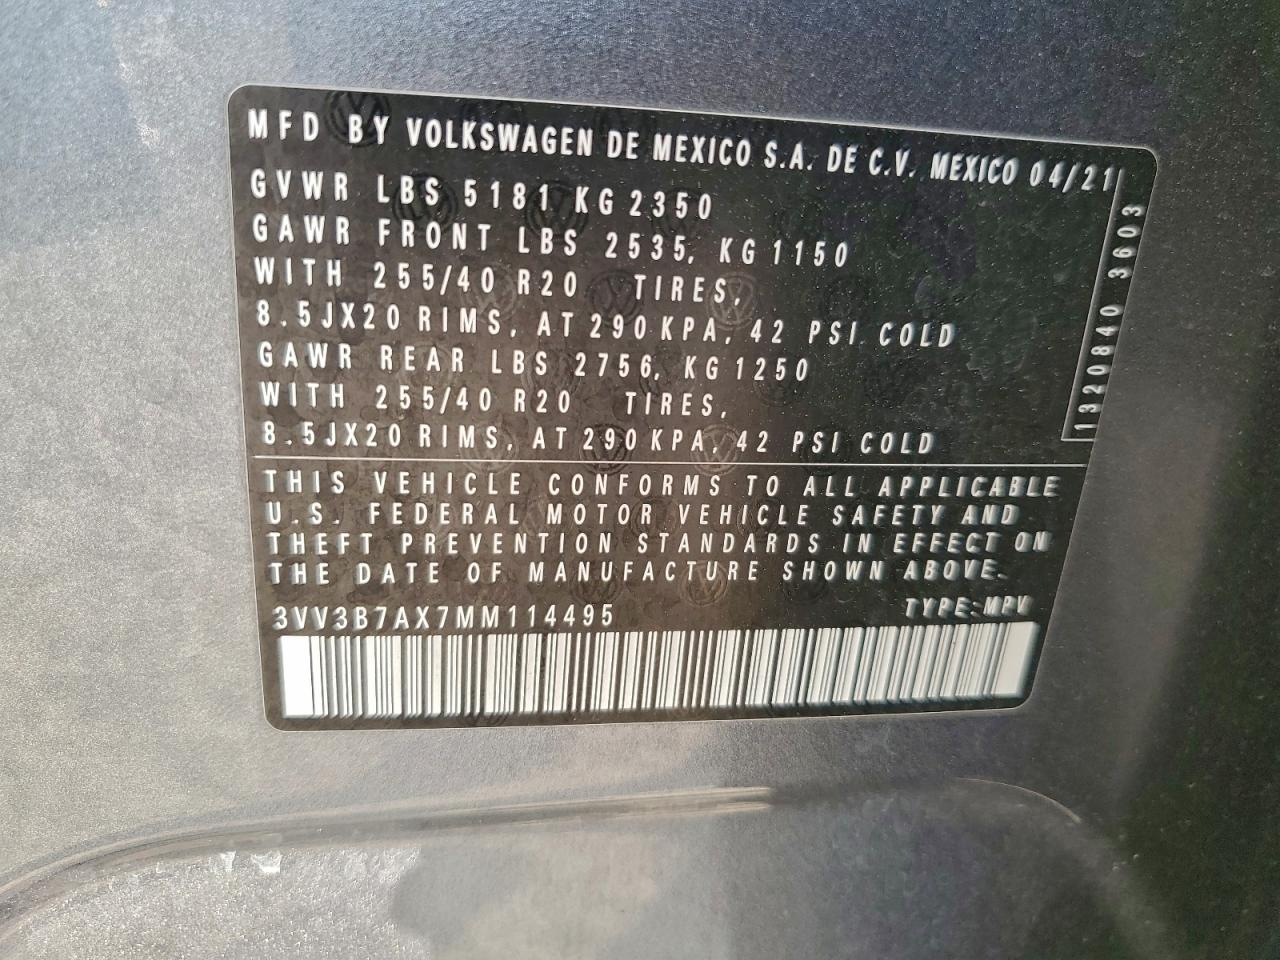 MFD BY VOLKSWAGEN DE MEXICO S.A. DE C.V. MEXICO 04/21
GVWR LBS 5181 KG 2350
GAWR FRONT LBS 2535, KG 1150
WITH 255/40 R20 TIRES,
8.5JX20 RIMS, AT 290 KPA, 42 PSI COLD
GAWR REAR LBS 2756, KG 1250
WITH 255/40 R20 TIRES,
8.5JX20 RIMS, AT 290 KPA, 42 PSI COLD
1320840 3603
THIS VEHICLE CONFORMS TO ALL APPLICABLE
U.S. FEDERAL MOTOR VEHICLE SAFETY AND
THEFT PREVENTION STANDARDS IN EFFECT ON
THE DATE OF MANUFACTURE SHOWN ABOVE.
3VV3B7AX7MM114495 TYPE:MPV